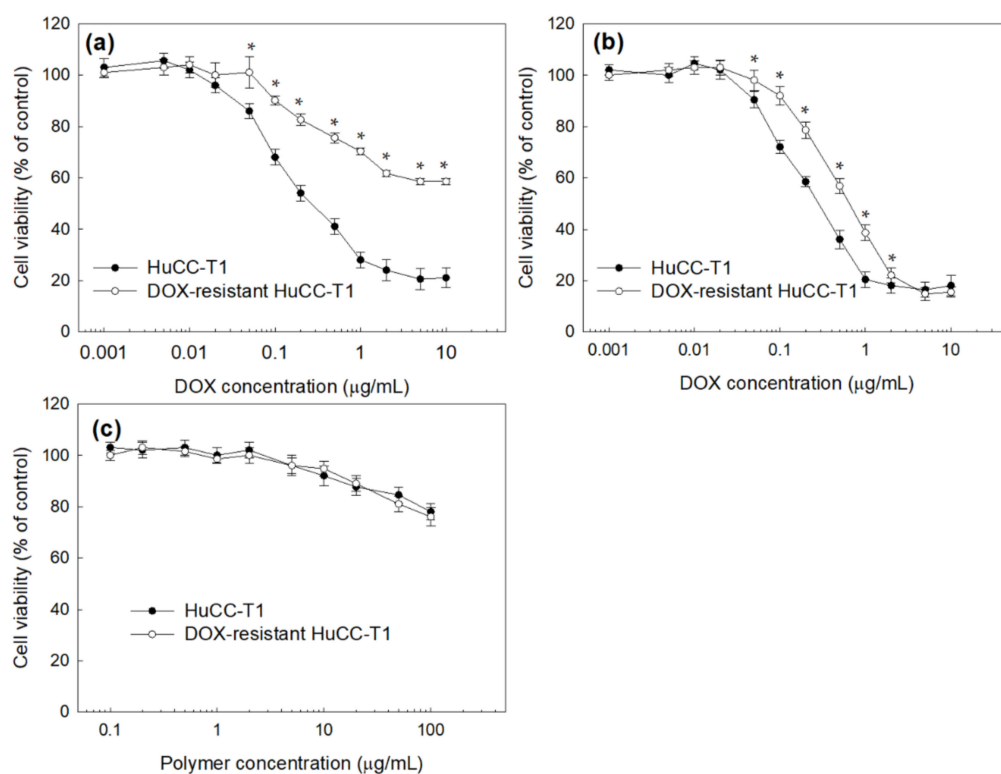 (a)
120
100
80
60
40
20
0
Cell viability (% of control)
* * * * * * * *
HuCC-T1
DOX-resistant HuCC-T1
0.001 0.01 0.1 1 10
DOX concentration (μg/mL)
(b)
120
100
80
60
40
20
0
Cell viability (% of control)
* * * * * *
HuCC-T1
DOX-resistant HuCC-T1
0.001 0.01 0.1 1 10
DOX concentration (μg/mL)
(c)
120
100
80
60
40
20
0
Cell viability (% of control)
HuCC-T1
DOX-resistant HuCC-T1
0.1 1 10 100
Polymer concentration (μg/mL)